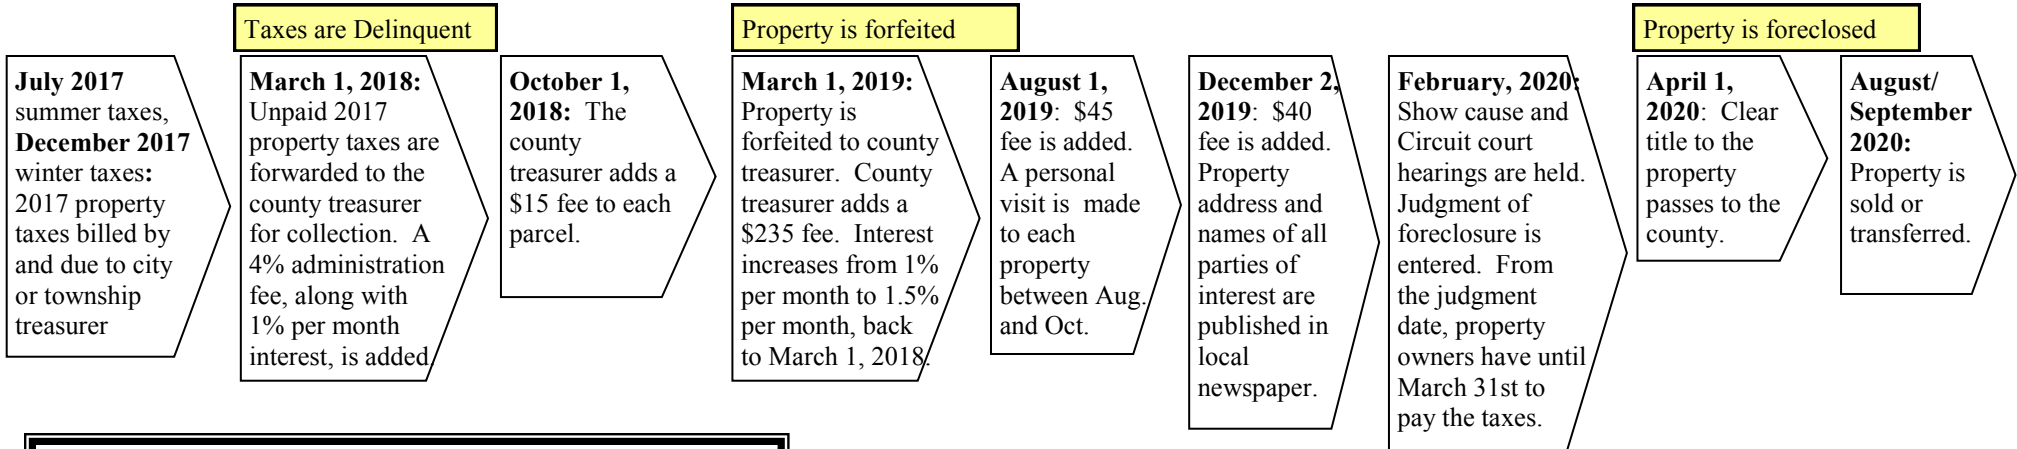 Taxes are Delinquent
Property is forfeited
Property is foreclosed
July 2017
summer taxes,
December 2017
winter taxes:
2017 property
taxes billed by
and due to city
or township
treasurer
March 1, 2018:
Unpaid 2017
property taxes are
forwarded to the
county treasurer
for collection.  A
4% administration
fee, along with
1% per month
interest, is added
October 1,
2018:  The
county
treasurer adds a
$15 fee to each
parcel.
March 1, 2019:
Property is
forfeited to county
treasurer.  County
treasurer adds a
$235 fee.  Interest
increases from 1%
per month to 1.5%
per month, back
to March 1, 2018.
August 1,
2019:  $45
fee is added.
A personal
visit is  made
to each
property
between Aug.
and Oct.
December 2,
2019:  $40
fee is added.
Property
address and
names of all
parties of
interest are
published in
local
newspaper.
February, 2020:
Show cause and
Circuit court
hearings are held.
Judgment of
foreclosure is
entered.  From
the judgment
date, property
owners have until
March 31st to
pay the taxes.
April 1,
2020:  Clear
title to the
property
passes to the
county.
August/
September
2020:
Property is
sold or
transferred.